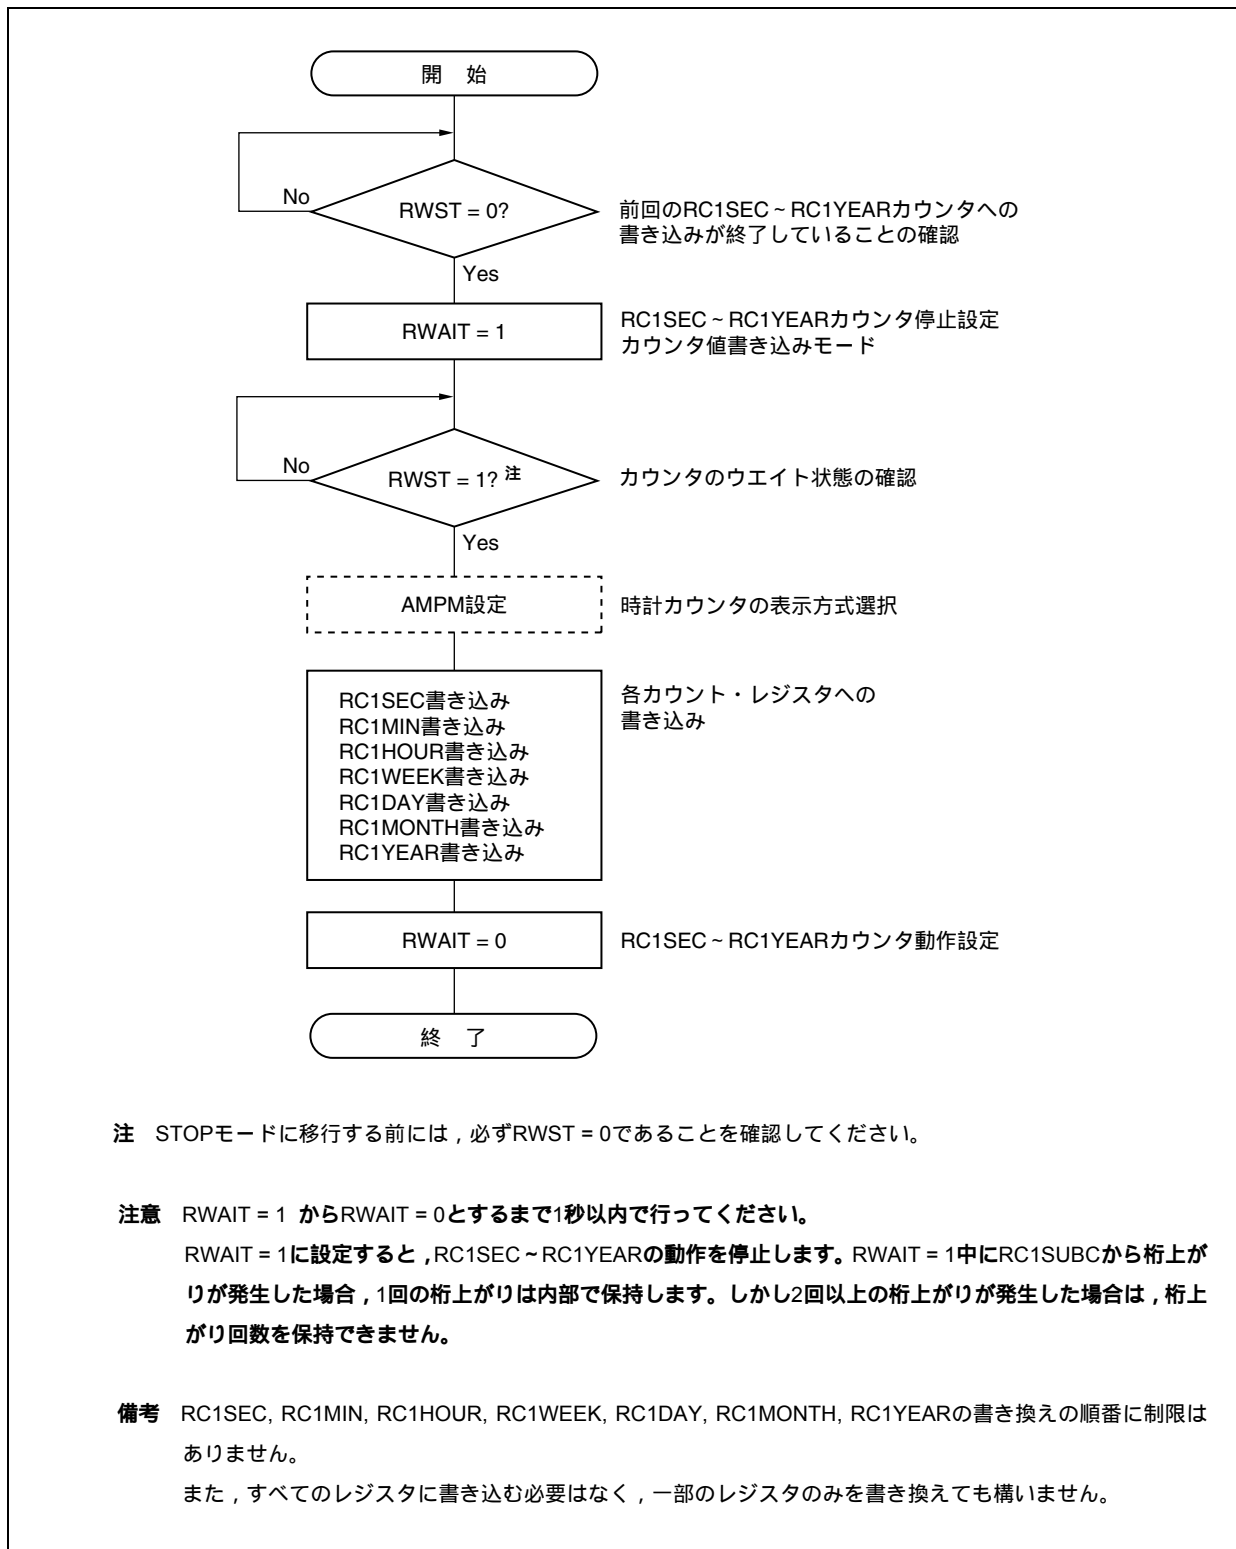 開　始
No
RWST = 0?
前回のRC1SEC～RC1YEARカウンタへの
書き込みが終了していることの確認
Yes
RWAIT = 1
RC1SEC～RC1YEARカウンタ停止設定
カウンタ値書き込みモード
No
RWST = 1? 注
カウンタのウエイト状態の確認
Yes
AMPM設定
時計カウンタの表示方式選択
RC1SEC書き込み
RC1MIN書き込み
RC1HOUR書き込み
RC1WEEK書き込み
RC1DAY書き込み
RC1MONTH書き込み
RC1YEAR書き込み
各カウント・レジスタへの
書き込み
RWAIT = 0
RC1SEC～RC1YEARカウンタ動作設定
終　了
注　STOPモードに移行する前には，必ずRWST = 0であることを確認してください。
注意　RWAIT = 1 からRWAIT = 0とするまで1秒以内で行ってください。
RWAIT = 1に設定すると，RC1SEC～RC1YEARの動作を停止します。RWAIT = 1中にRC1SUBCから桁上が
りが発生した場合，1回の桁上がりは内部で保持します。しかし2回以上の桁上がりが発生した場合は，桁上
がり回数を保持できません。
備考　RC1SEC, RC1MIN, RC1HOUR, RC1WEEK, RC1DAY, RC1MONTH, RC1YEARの書き換えの順番に制限は
ありません。
また，すべてのレジスタに書き込む必要はなく，一部のレジスタのみを書き換えても構いません。